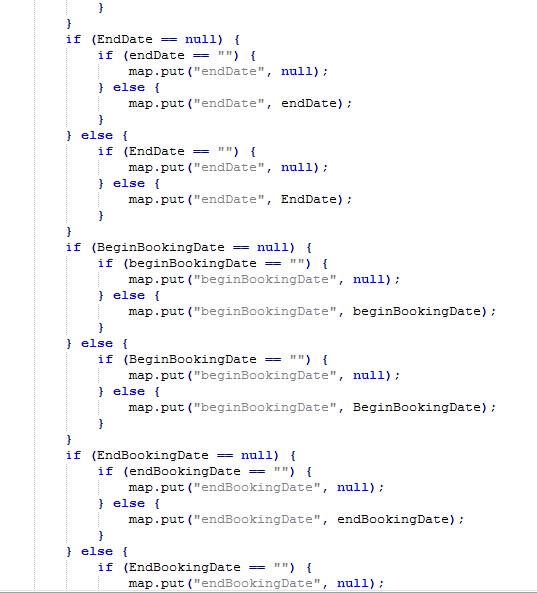 }
}
if (EndDate == null) {
if (endDate == "") {
map.put("endDate", null);
} else {
map.put("endDate", endDate);
}
} else {
if (EndDate == "") {
map.put("endDate", null);
} else {
map.put("endDate", EndDate);
}
}
if (BeginBookingDate == null) {
if (beginBookingDate == "") {
map.put("beginBookingDate", null);
} else {
map.put("beginBookingDate", beginBookingDate);
}
} else {
if (BeginBookingDate == "") {
map.put("beginBookingDate", null);
} else {
map.put("beginBookingDate", BeginBookingDate);
}
}
if (EndBookingDate == null) {
if (endBookingDate == "") {
map.put("endBookingDate", null);
} else {
map.put("endBookingDate", endBookingDate);
}
} else {
if (EndBookingDate == "") {
map.put("endBookingDate", null);